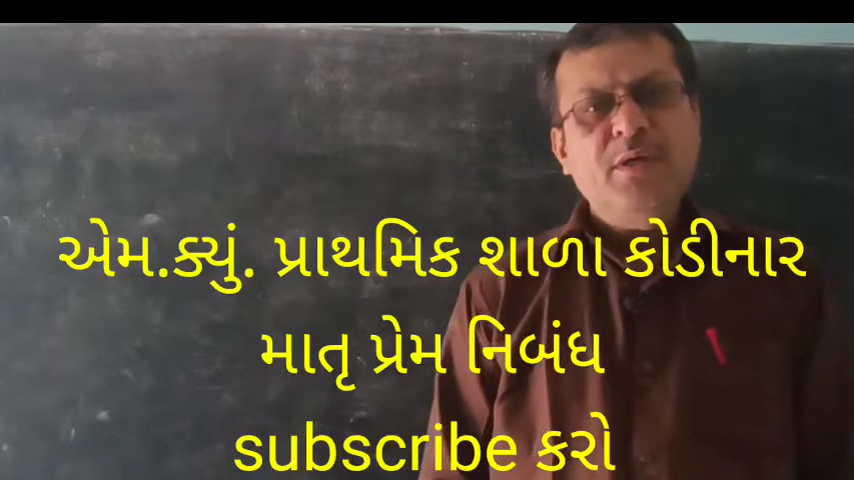 એમ.ક્યું. પ્રાથમિક શાળા કોડીનાર
માતૃ પ્રેમ નિબંધ
subscribe કરો